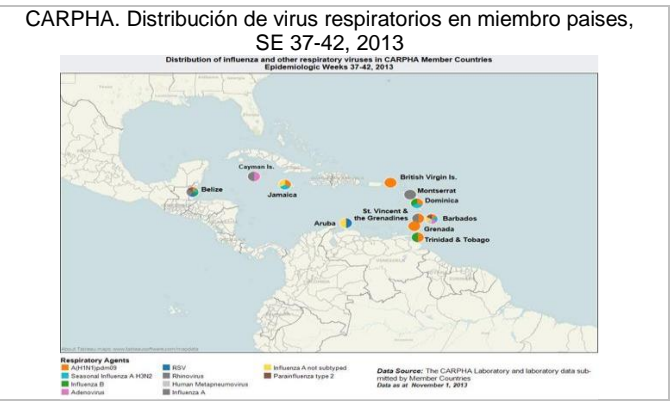 CARPHA. Distribución de virus respiratorios en miembro paises,
SE 37-42, 2013
Distribution of influenza and other respiratory viruses in CARPHA Member Countries
Epidemiologic Weeks 37-42, 2013
Cayman Is.
Belize
Jamaica
British Virgin Is.
Montserrat
Dominica
St. Vincent &
the Grenadines
Barbados
Aruba
Grenada
Trinidad & Tobago
Respiratory Agents
A(H1N1)pdm09
Seasonal Influenza A H3N2
Influenza B
Adenovirus
RSV
Rhinovirus
Human Metapneumovirus
Influenza A
Influenza A not subtyped
Parainfluenza type 2
Data Source: The CARPHA Laboratory and laboratory data sub-
mitted by Member Countries
Data as at November 1, 2013